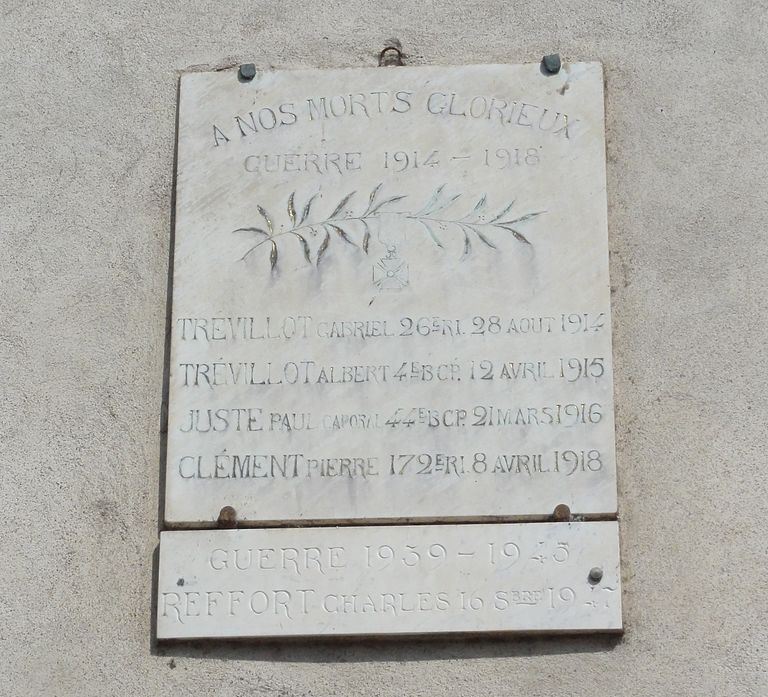 A NOS MORTS GLORIEUX
GUERRE 1914 - 1918
TRÉVILLOT GABRIEL 26E RI. 28 AOUT 1914
TRÉVILLOT ALBERT 4E BCP. 12 AVRIL 1915
JUSTE PAUL CAPORAL 44E BCP. 21 MARS 1916
CLÉMENT PIERRE 172E RI. 8 AVRIL 1918
GUERRE 1939 - 1945
REFFORT CHARLES 16 8BRE